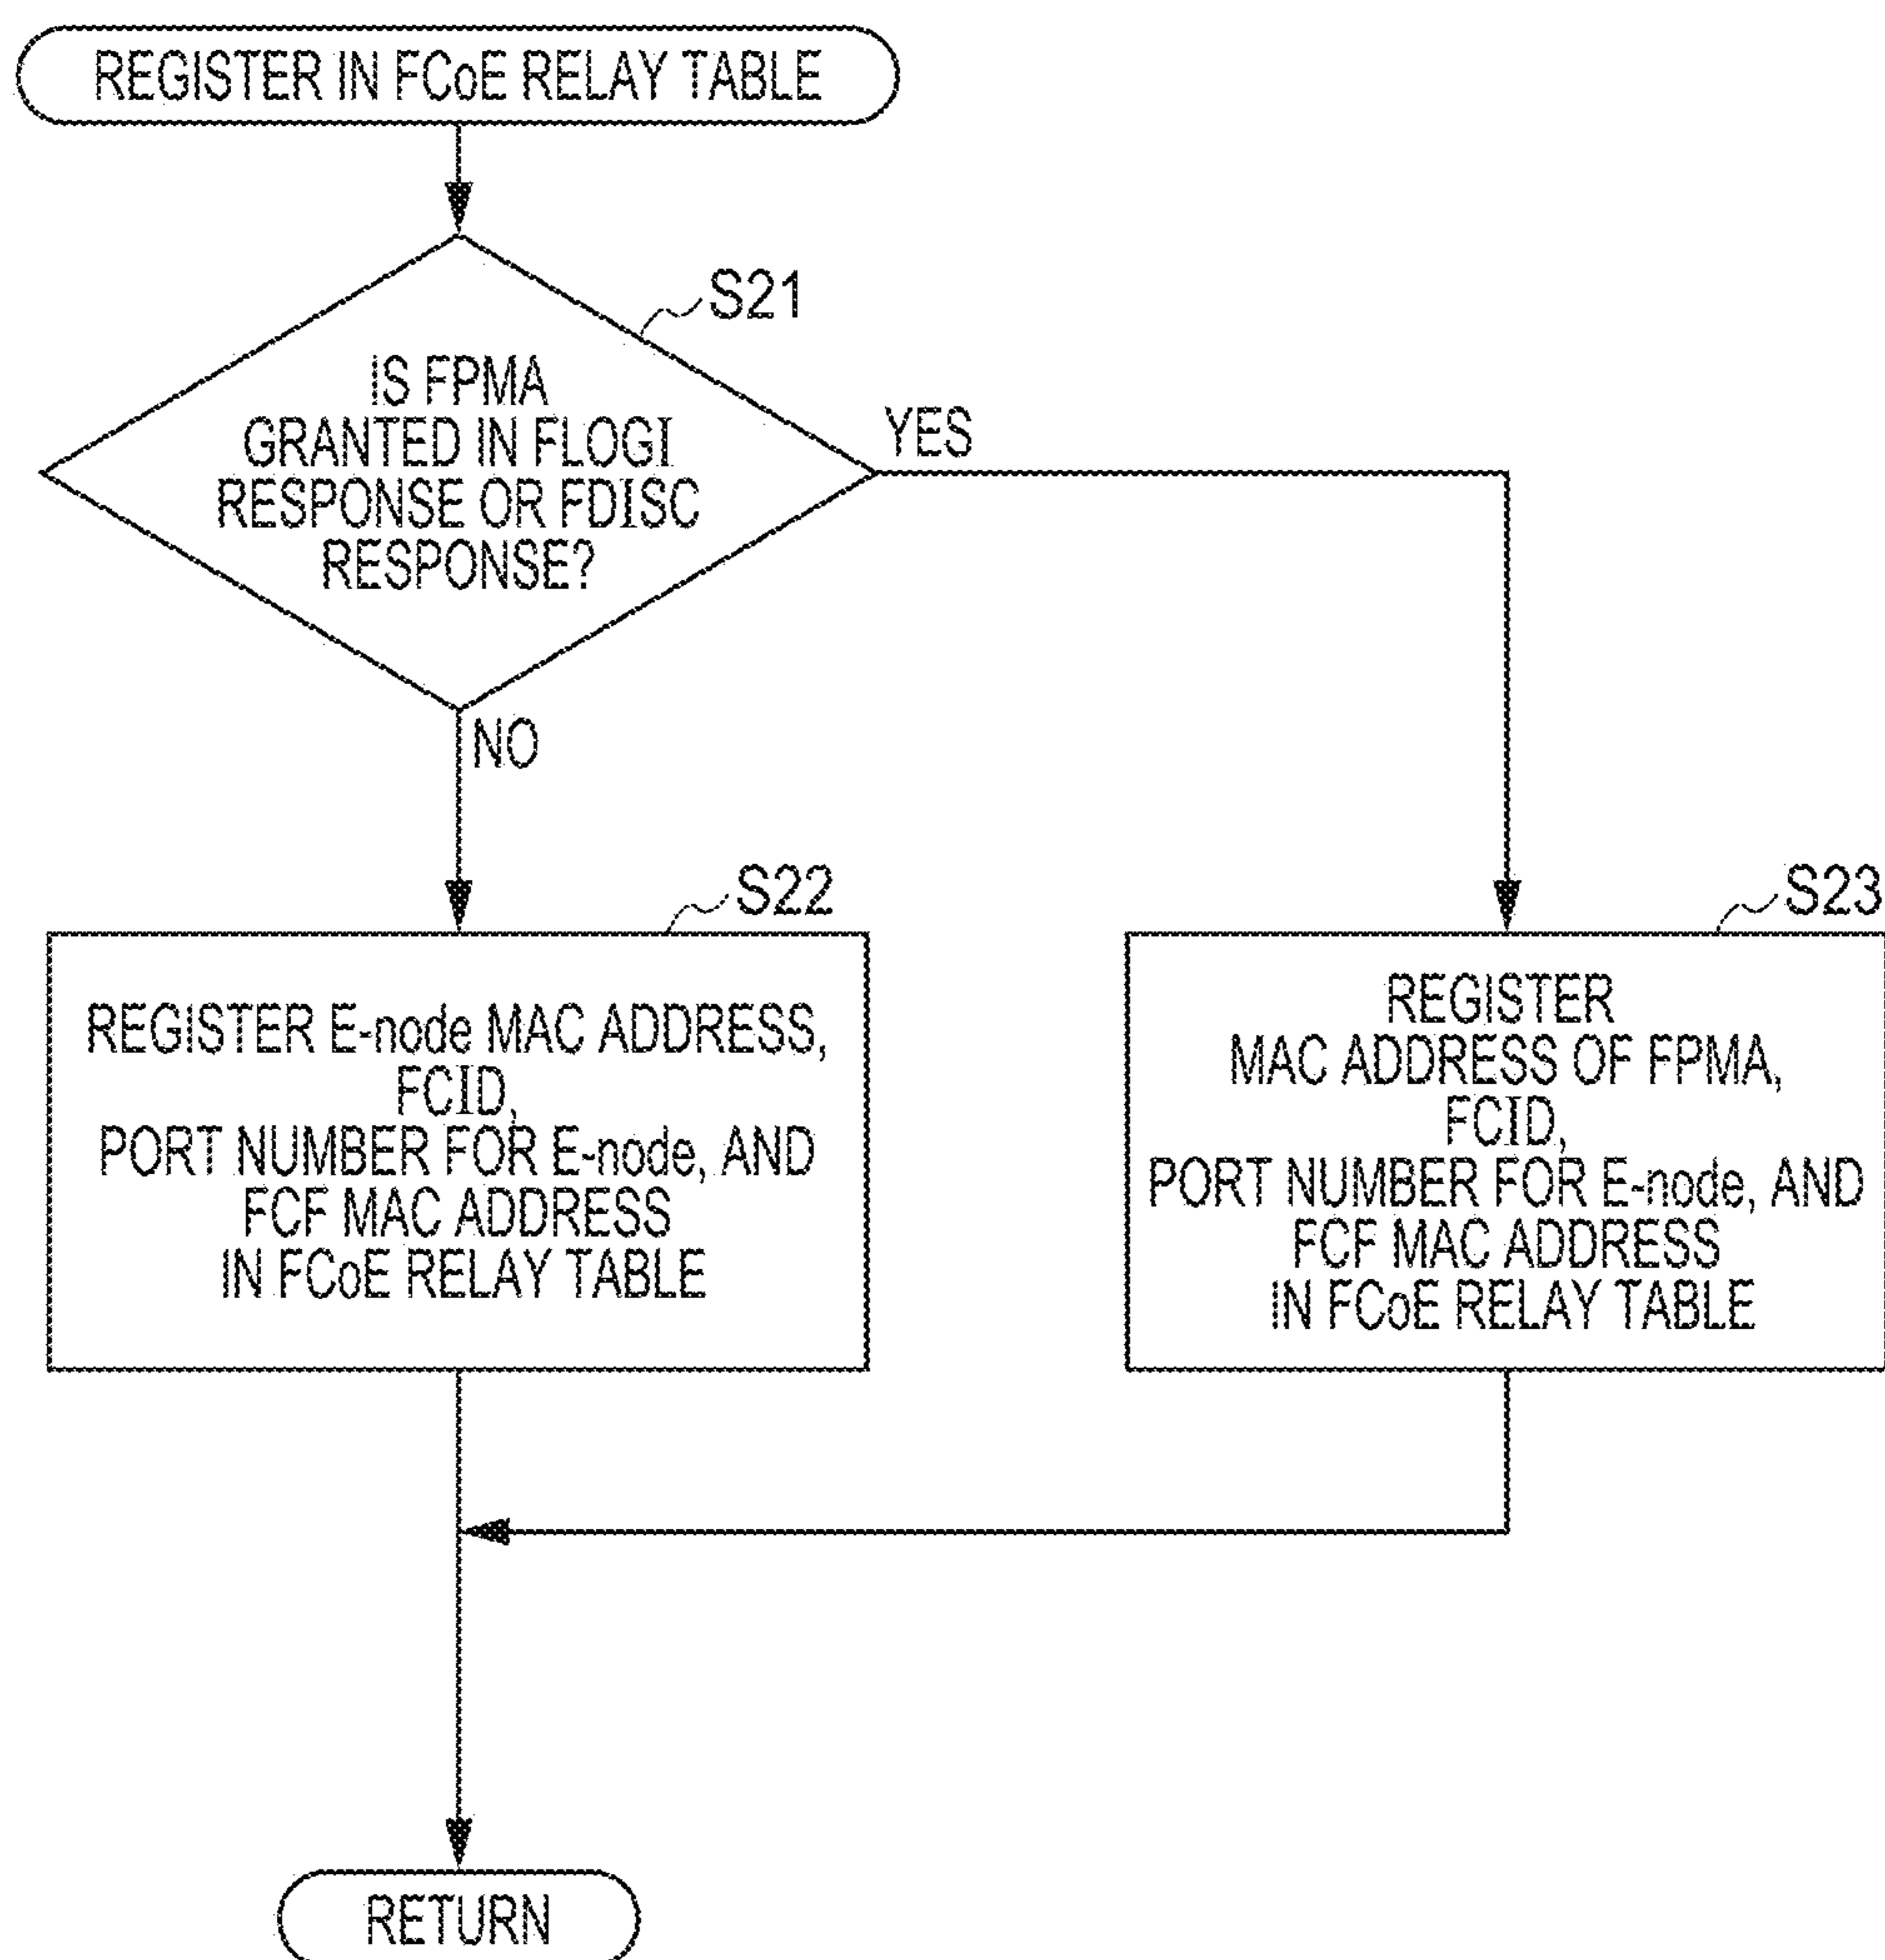 REGISTER IN FCoE RELAY TABLE
S21
IS FPMA
GRANTED IN FLOGI
RESPONSE OR FDISC
RESPONSE?
YES
NO
S22
REGISTER E-node MAC ADDRESS,
FCID,
PORT NUMBER FOR E-node, AND
FCF MAC ADDRESS
IN FCoE RELAY TABLE
S23
REGISTER
MAC ADDRESS OF FPMA,
FCID,
PORT NUMBER FOR E-node, AND
FCF MAC ADDRESS
IN FCoE RELAY TABLE
RETURN